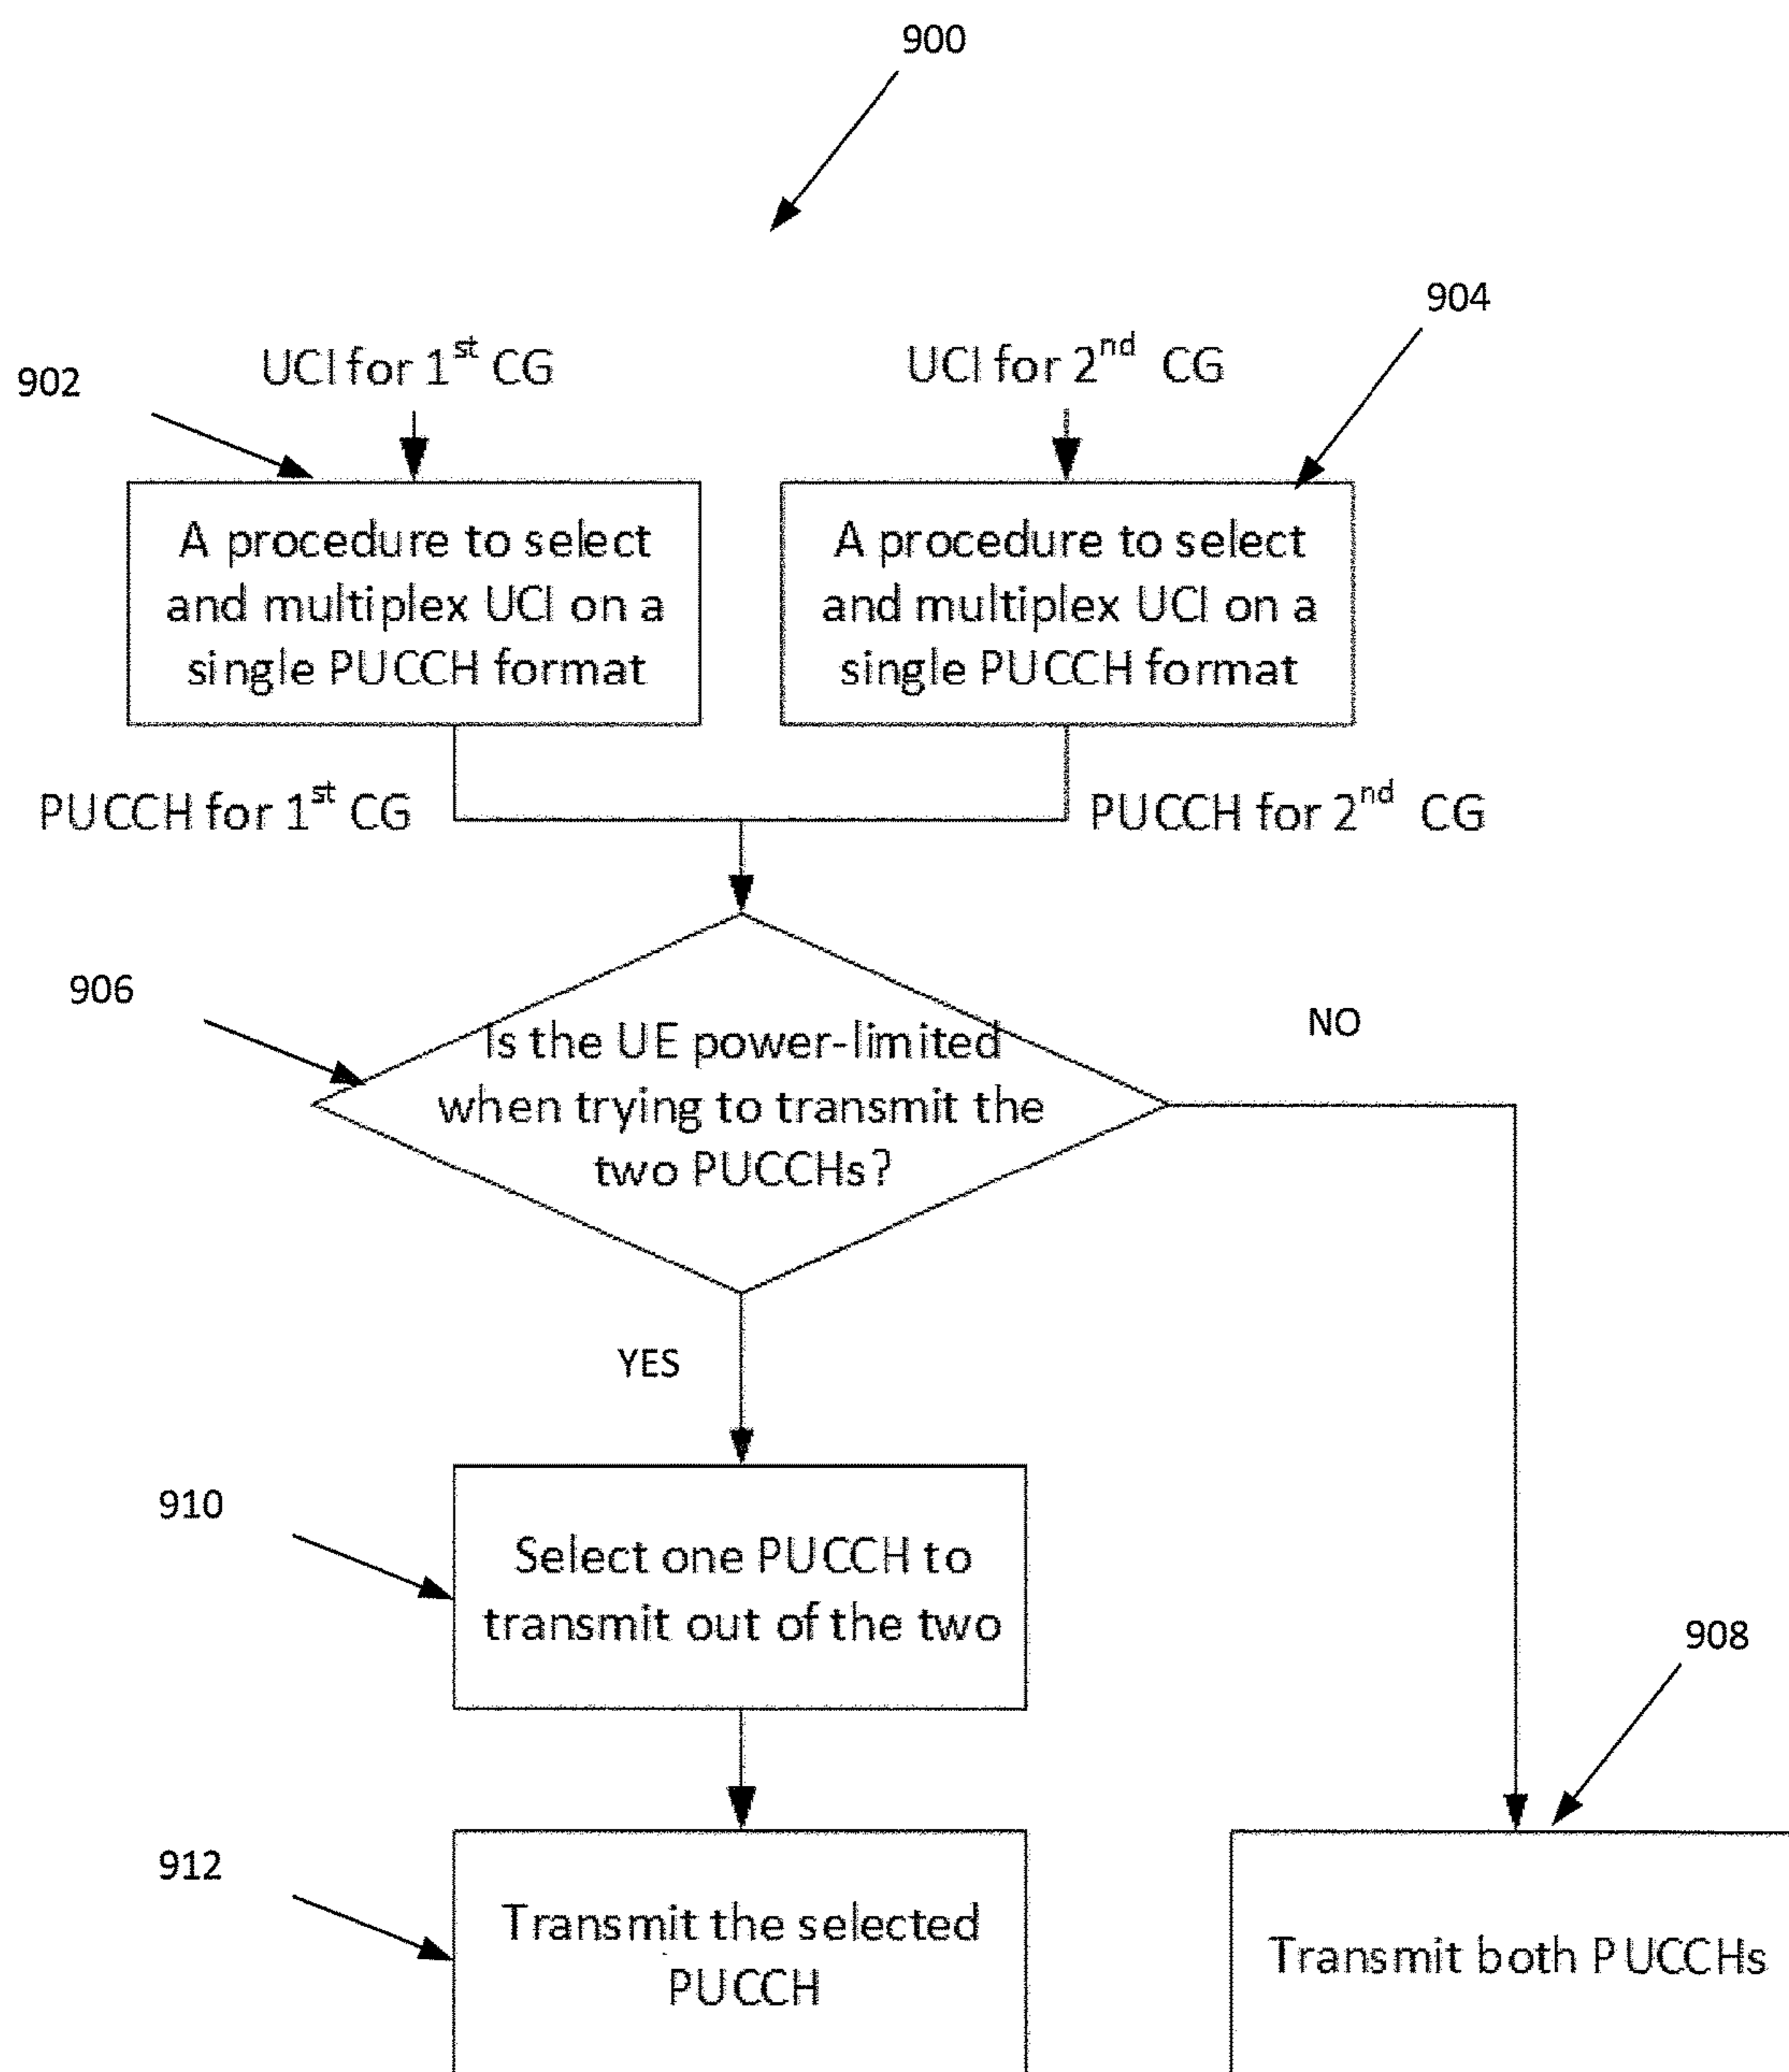 900
904
902
UCI for 1st CG
UCI for 2nd CG
A procedure to select
and multiplex UCI on a
single PUCCH format
A procedure to select
and multiplex UCI on a
single PUCCH format
PUCCH for 1st CG
PUCCH for 2nd CG
906
Is the UE power-limited
when trying to transmit the
two PUCCHs?
NO
YES
910
Select one PUCCH to
transmit out of the two
908
912
Transmit the selected
PUCCH
Transmit both PUCCHs